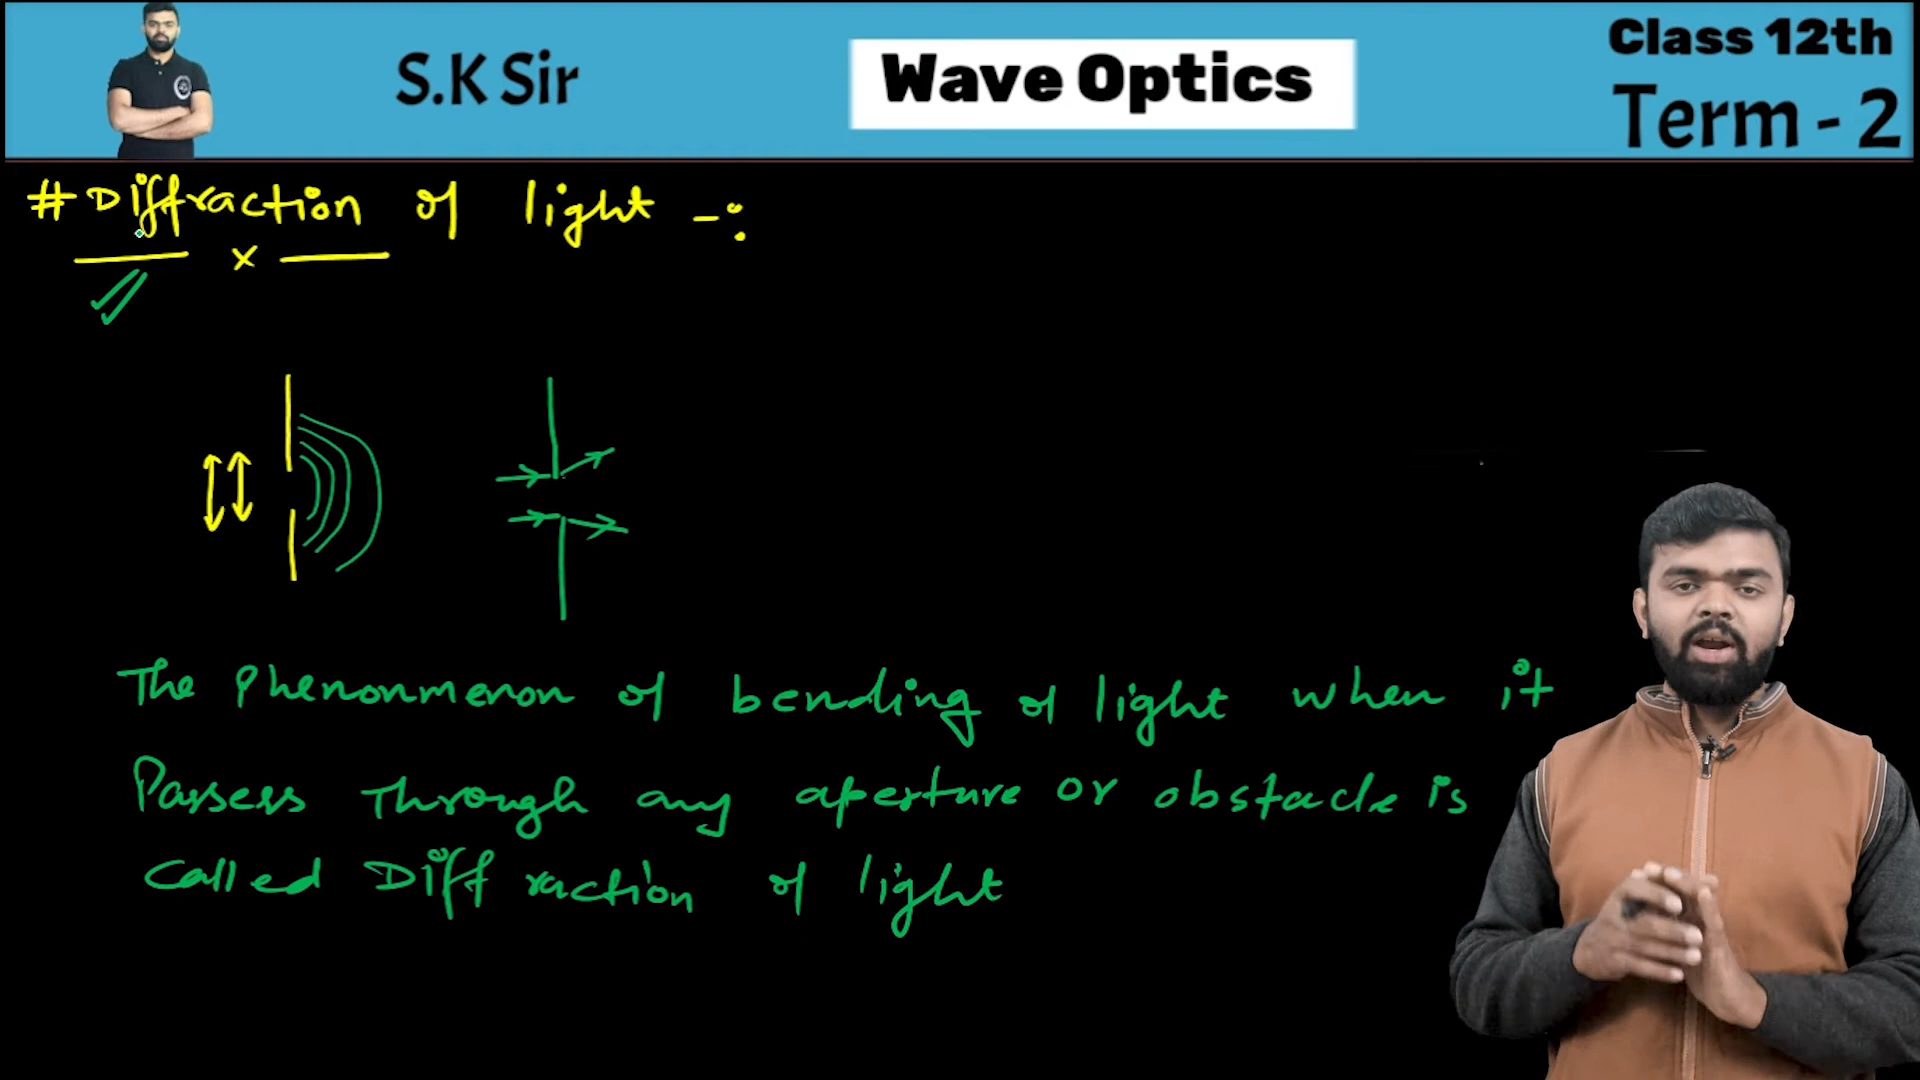 S.K Sir
Wave Optics
Class 12th
Term - 2
# Diffraction of light -:
x
The Phenonmenon of bending of light when it
Passess Through any aperture or obstacle is
Called Diffraction of light